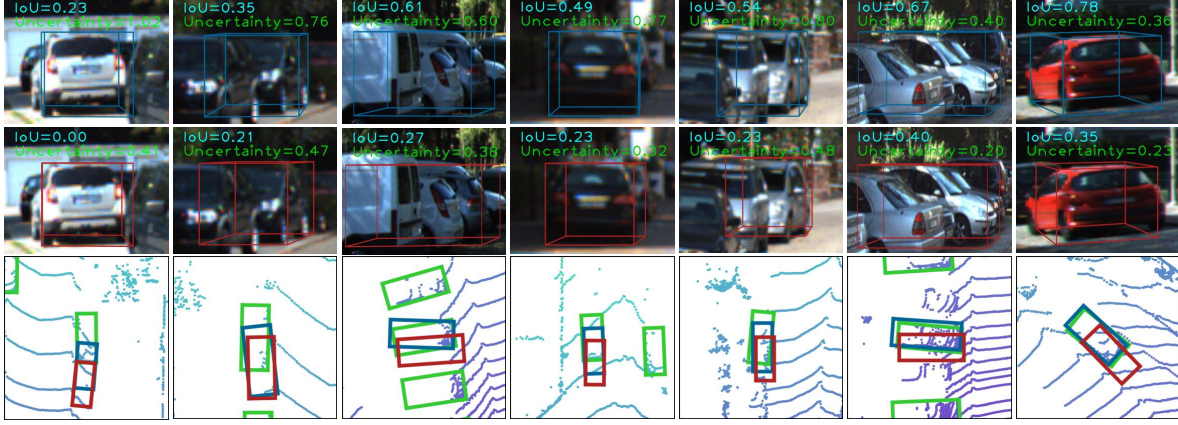 IoU=0.23
Uncertainty=1.02
IoU=0.35
Uncertainty=0.76
IoU=0.61
Uncertainty=0.60
IoU=0.49
Uncertainty=0.77
IoU=0.54
Uncertainty=0.80
IoU=0.67
Uncertainty=0.40
IoU=0.78
Uncertainty=0.36
IoU=0.00
Uncertainty=0.41
IoU=0.21
Uncertainty=0.47
IoU=0.27
Uncertainty=0.38
IoU=0.23
Uncertainty=0.32
IoU=0.23
Uncertainty=0.48
IoU=0.40
Uncertainty=0.20
IoU=0.35
Uncertainty=0.23